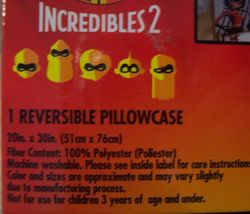 INCREDIBLES 2
1 REVERSIBLE PILLOWCASE
20in. x 30in. (51cm x 76cm)
Fiber Content: 100% Polyester (Poliester)
Machine washable. Please see inside label for care instructions
Color and sizes are approximate and may vary slightly
due to manufacturing process.
Not for use for children 3 years of age and under.